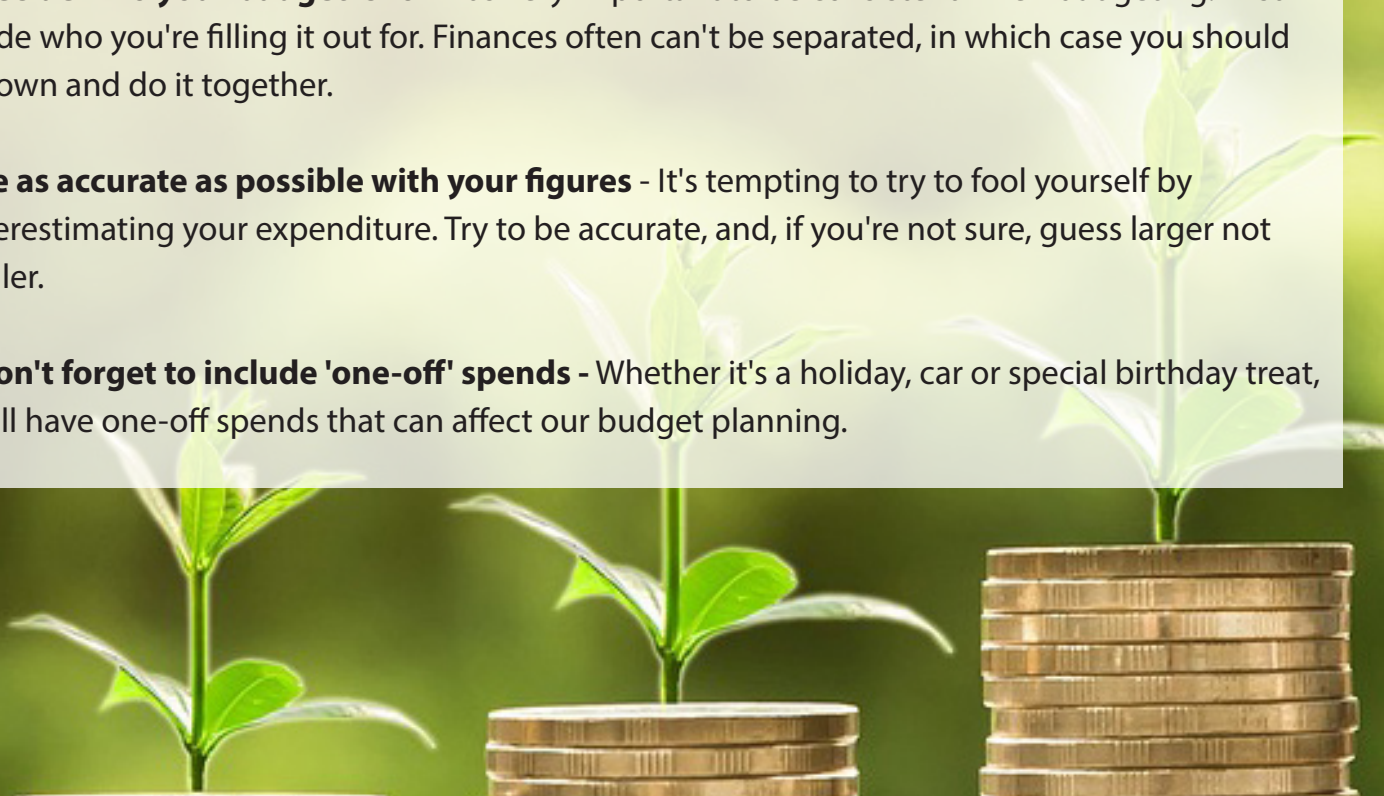 de who you're filling it out for. Finances often can't be separated, in which case you should
own and do it together.
e as accurate as possible with your figures - It's tempting to try to fool yourself by
erestimating your expenditure. Try to be accurate, and, if you're not sure, guess larger not
ler.
on't forget to include 'one-off' spends - Whether it's a holiday, car or special birthday treat,
ll have one-off spends that can affect our budget planning.